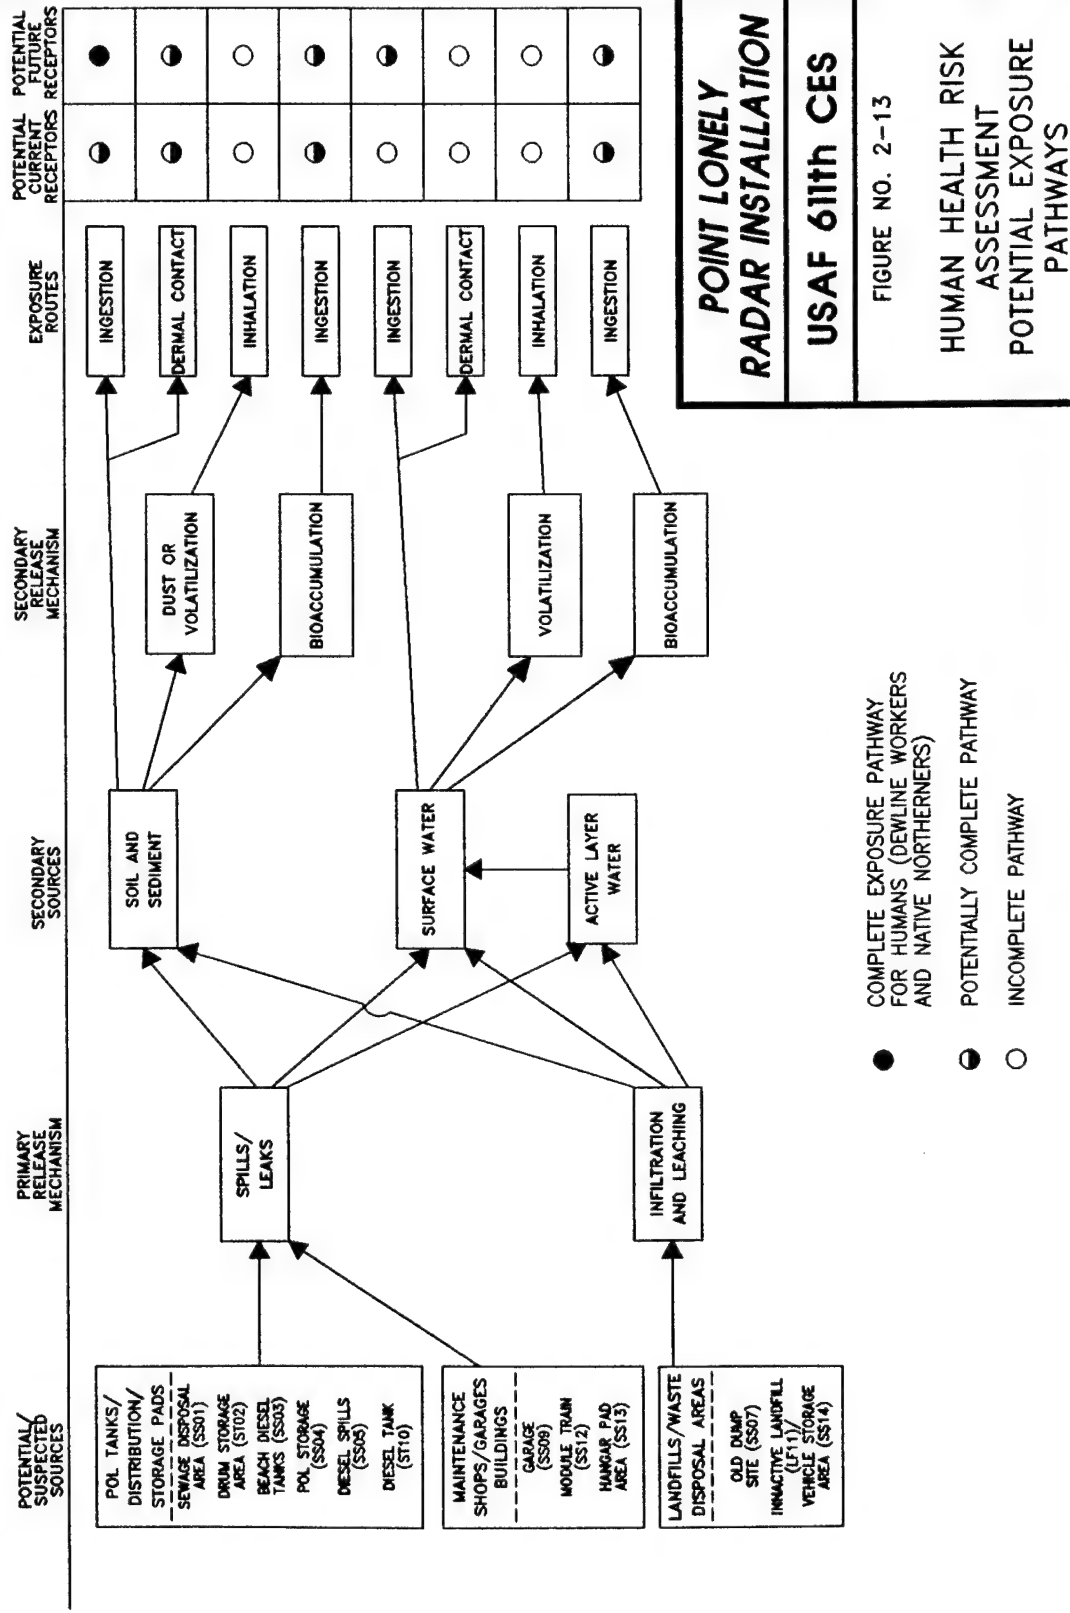 POTENTIAL/
SUSPECTED
SOURCES
PRIMARY
RELEASE
MECHANISM
SECONDARY
SOURCES
SECONDARY
RELEASE
MECHANISM
EXPOSURE
ROUTES
POTENTIAL
CURRENT
RECEPTORS
POTENTIAL
FUTURE
RECEPTORS
POL TANKS/
DISTRIBUTION/
STORAGE PADS
SEWAGE DISPOSAL
AREA (SS01)
DRUM STORAGE
AREA (ST02)
BEACH DIESEL
TANKS (SS03)
POL STORAGE
(SS04)
DIESEL SPILLS
(SS05)
DIESEL TANK
(ST10)
MAINTENANCE
SHOPS/GARAGES
BUILDINGS
GARAGE
(SS09)
MODULE TRAIN
(SS12)
HANGAR PAD
AREA (SS13)
LANDFILLS/WASTE
DISPOSAL AREAS
OLD DUMP
SITE (SS07)
INNACTIVE LANDFILL
(LF11)/
VEHICLE STORAGE
AREA (SS14)
SPILLS/
LEAKS
INFILTRATION
AND LEACHING
SOIL AND
SEDIMENT
SURFACE WATER
ACTIVE LAYER
WATER
DUST OR
VOLATILIZATION
BIOACCUMULATION
VOLATILIZATION
BIOACCUMULATION
INGESTION
DERMAL CONTACT
INHALATION
INGESTION
INGESTION
DERMAL CONTACT
INHALATION
INGESTION
COMPLETE EXPOSURE PATHWAY
FOR HUMANS (DEWLINE WORKERS
AND NATIVE NORTHERNERS)
POTENTIALLY COMPLETE PATHWAY
INCOMPLETE PATHWAY
POINT LONELY
RADAR INSTALLATION
USAF 611th CES
FIGURE NO. 2-13
HUMAN HEALTH RISK
ASSESSMENT
POTENTIAL EXPOSURE
PATHWAYS